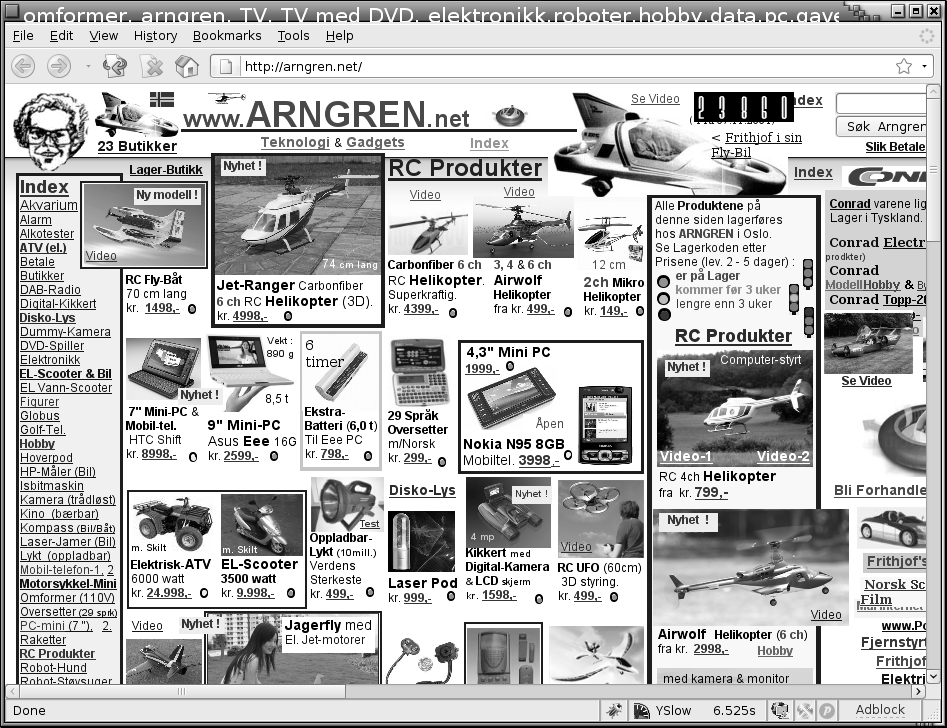 omformer, arngren, TV, TV med DVD, elektronikk,roboter,hobby,data,pc,gave
File Edit View History Bookmarks Tools Help
http://arngren.net/
www.ARNGREN.net
23 Butikker
Teknologi & Gadgets
Index
See Video
23860
Index
< Frithjof i sin
Fly-Bil
Søk Arngren
Slik Betale
Index
Lager-Butikk
Index
Akvarium
Alarm
Alkotester
ATV (el.)
Betale
Butikker
DAB-Radio
Digital-Kikkert
Disko-Lys
Dummy-Kamera
DVD-Spiller
Elektronikk
EL-Scooter & Bil
EL Vann-Scooter
Figurer
Globus
Golf-Tel.
Hobby
Hoverpod
HP-Måler (Bil)
Isbitmaskin
Kamera (trådløst)
Kino (bærbar)
Kompass (Bil/Båt)
Laser-Jamer (Bil)
Lykt (oppladbar)
Mobil-telefon-1, 2
Motorsykkel-Mini
Omformer (110V)
Oversetter (29 språk)
PC-mini (7 "), 2.
Raketter
RC Produkter
Robot-Hund
Robot-Støvsuger
Ny modell !
Video
RC Fly-Båt
70 cm lang
kr. 1498,-
Nyhet !
74 cm lang
Jet-Ranger Carbonfiber
6 ch RC Helikopter (3D).
kr. 4998,-
RC Produkter
Video
Carbonfiber 6 ch
RC Helikopter.
Superkraftig.
kr. 4399,-
Video
3, 4 & 6 ch
Airwolf
Helikopter
fra kr. 499,-
12 cm
2ch Mikro
Helikopter
kr. 149,-
Alle Produktene på
denne siden lagerføres
hos ARNGREN i Oslo.
Se Lagerkoden etter
Prisene (lev. 2 - 5 dager) :
er på Lager
kommer før 3 uker
lengre enn 3 uker
Conrad varene lig
Lager i Tyskland.
Conrad Electr
prodkter)
Conrad
ModellHobby & By
Conrad Topp-20
See Video
Nyhet !
7" Mini-PC &
Mobil-tel.
HTC Shift
kr. 8998,-
Vekt :
890 g
8,5 t
9" Mini-PC
Asus Eee 16G
kr. 2599,-
6
timer
Ekstra-
Batteri (6,0 t)
Til Eee PC
kr. 798,-
29 Språk
Oversetter
m/Norsk
kr. 299,-
4,3" Mini PC
1999,-
Åpen
Nokia N95 8GB
Mobiltel. 3998,-
RC Produkter
Nyhet !
Computer-styrt
Video-1 Video-2
RC 4ch Helikopter
fra kr. 799,-
Bli Forhandle
m. Skilt
Elektrisk-ATV
6000 watt
kr. 24.998,-
m. Skilt
EL-Scooter
3500 watt
kr. 9.998,-
Test
Oppladbar-
Lykt (10mill.)
Verdens
Sterkeste
kr. 499,-
Disko-Lys
Laser Pod
kr. 999,-
Nyhet !
4 mp
Kikkert med
Digital-Kamera
& LCD skjerm
kr. 1598,-
Video
RC UFO (60cm)
3D styring.
kr. 499,-
Nyhet !
Video
Airwolf Helikopter (6 ch)
fra kr. 2998,-
Hobby
med kamera & monitor
Frithjof's
Norsk Sc
Film
www.Po
Fjernstyrt
Frithjof
Elektri
Video
Nyhet !
Jagerfly med
El. Jet-motorer
Done
YSlow 6.525s
Adblock